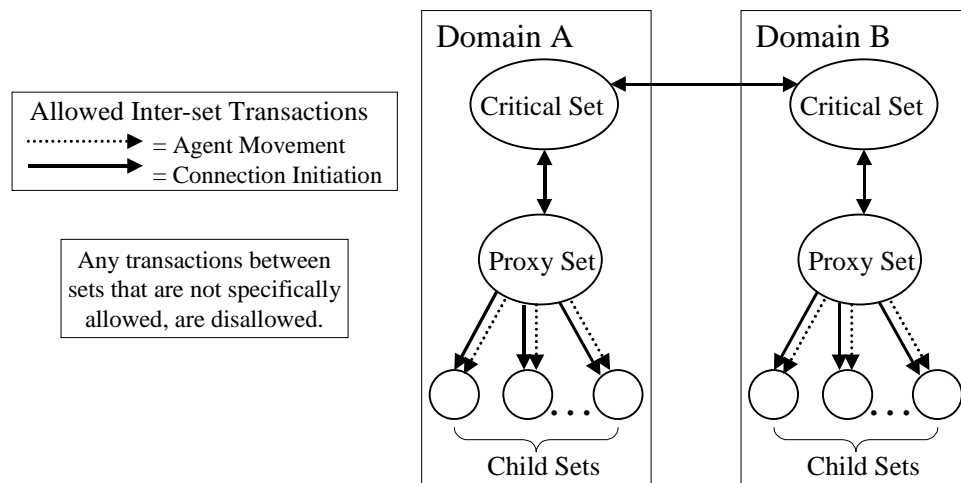 Domain A
Domain B
Critical Set
Critical Set
Allowed Inter-set Transactions
= Agent Movement
= Connection Initiation
Any transactions between
sets that are not specifically
allowed, are disallowed.
Proxy Set
Proxy Set
...
...
Child Sets
Child Sets